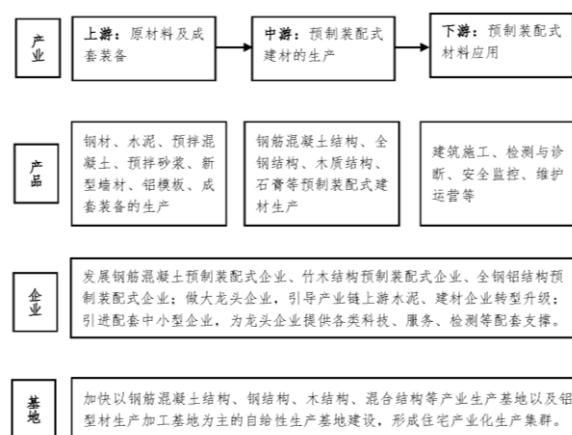 产业
上游：原材料及成
套装备
中游：预制装配式
建材的生产
下游：预制装配式
材料应用
产品
钢材、水泥、预拌混
凝土、预拌砂浆、新
型墙材、铝模板、成
套装备的生产
钢筋混凝土结构、全
钢结构、木质结构、
石膏等预制装配式建
材生产
建筑施工、检测与诊
断、安全监控、维护
运营等
企业
发展钢筋混凝土预制装配式企业、竹木结构预制装配式企业、全钢铝结构预
制装配式企业；做大龙头企业，引导产业链上游水泥、建材企业转型升级；
引进配套中小型企业，为龙头企业提供各类科技、服务、检测等配套支撑。
基地
加快以钢筋混凝土结构、钢结构、木结构、混合结构等产业生产基地以及铝
型材生产加工基地为主的自给性生产基地建设，形成住宅产业化生产集群。